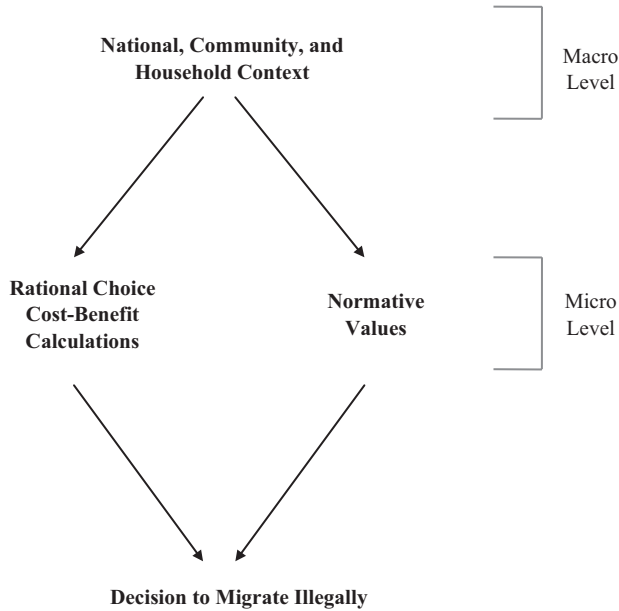 National, Community, and
Household Context
Macro
Level
Rational Choice
Cost-Benefit
Calculations
Normative
Values
Micro
Level
Decision to Migrate Illegally